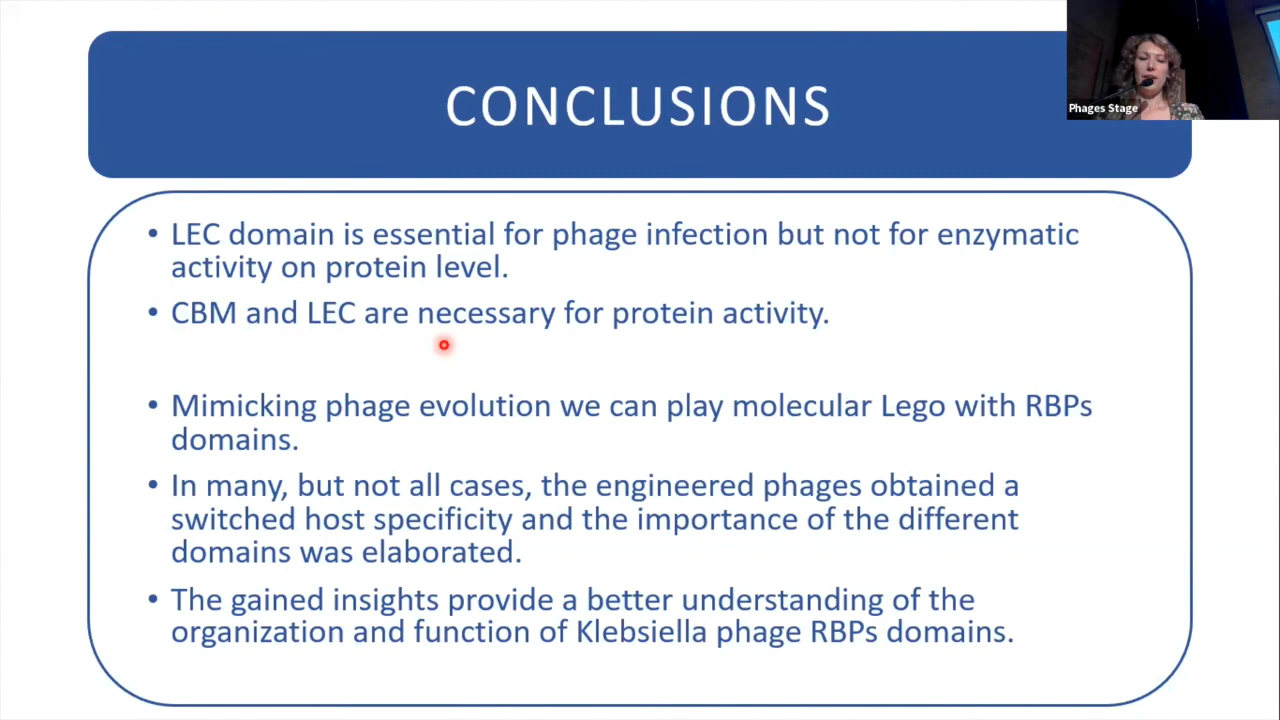 CONCLUSIONS
Phages Stage
• LEC domain is essential for phage infection but not for enzymatic
activity on protein level.
• CBM and LEC are necessary for protein activity.
• Mimicking phage evolution we can play molecular Lego with RBPs
domains.
• In many, but not all cases, the engineered phages obtained a
switched host specificity and the importance of the different
domains was elaborated.
• The gained insights provide a better understanding of the
organization and function of Klebsiella phage RBPs domains.